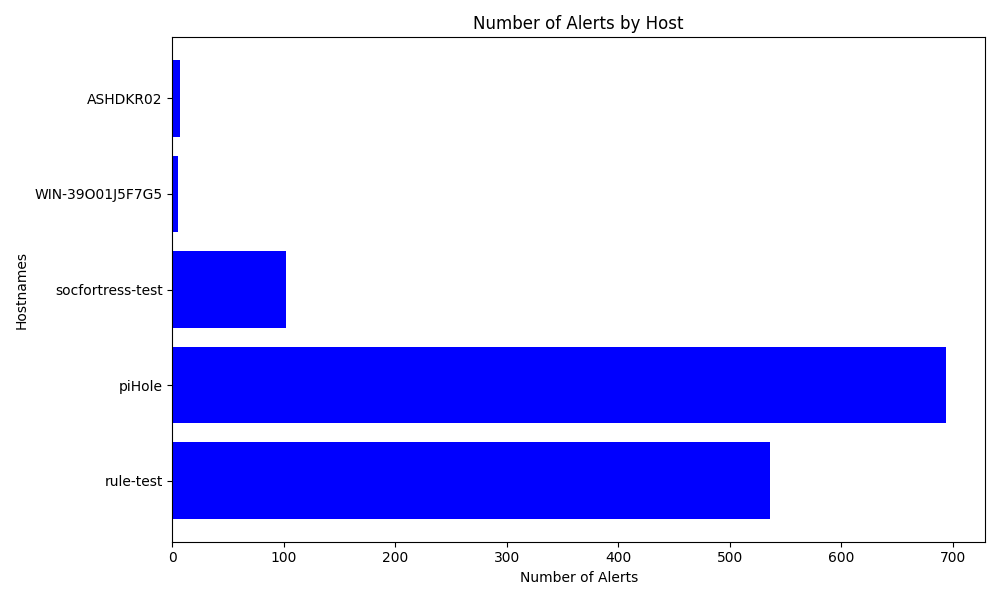 Number of Alerts by Host
Hostnames
ASHDKR02
WIN-39O01J5F7G5
socfortress-test
piHole
rule-test
0 100 200 300 400 500 600 700
Number of Alerts